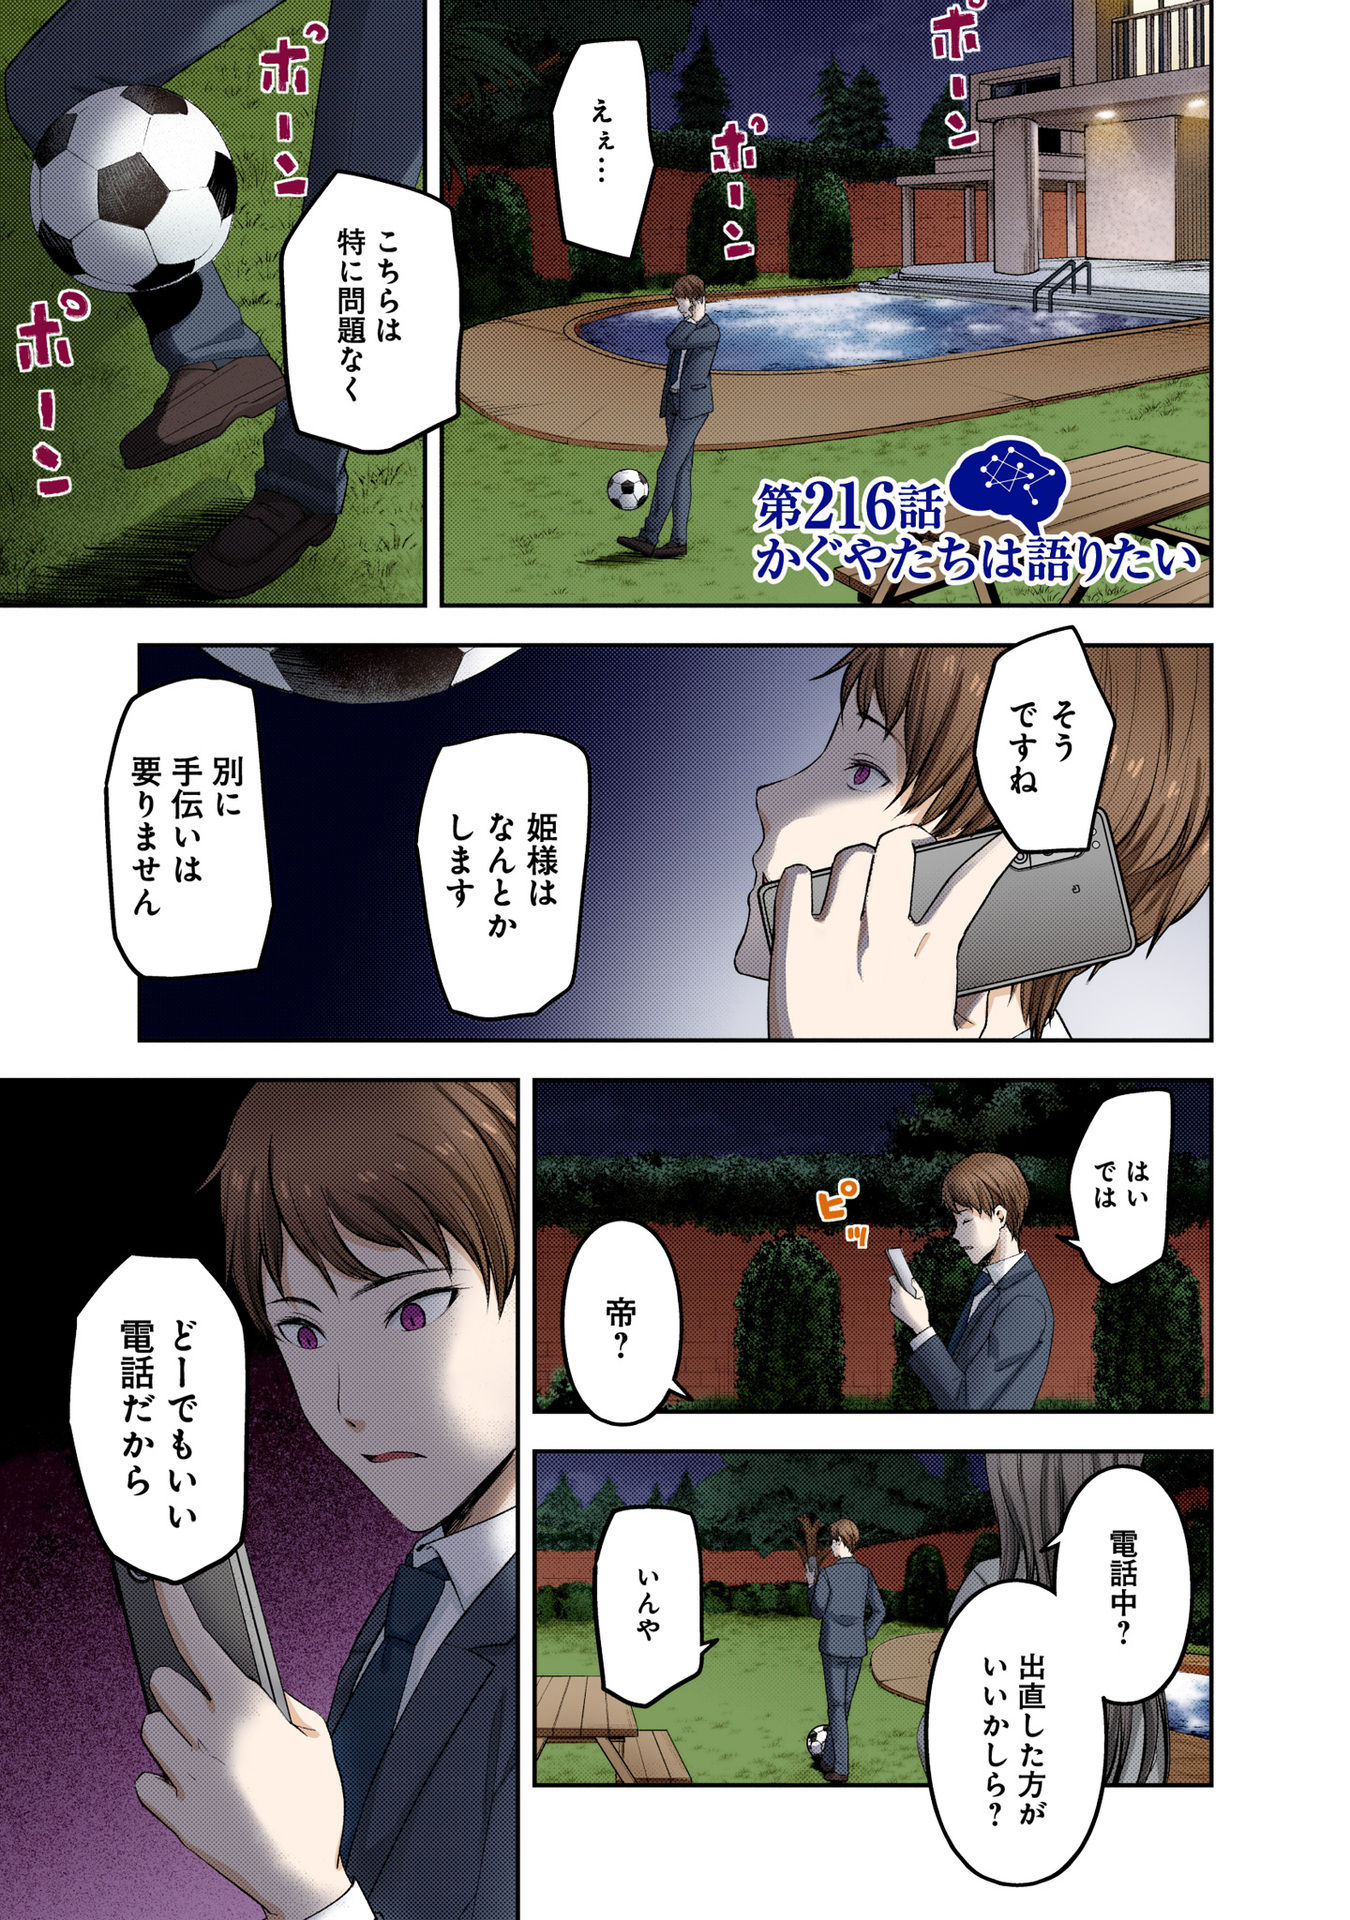 ポーン
ポーン
えぇ…
第216話
かぐやたちは語りたい
ポーン
ポーン
こちらは
特に問題なく
そう
ですね
姫様は
なんとか
します
別に
手伝いは
要りません
はい
では
ピッ
帝?
電話中?
出直した方が
いいかしら?
いんや
どーでもいい
電話だから